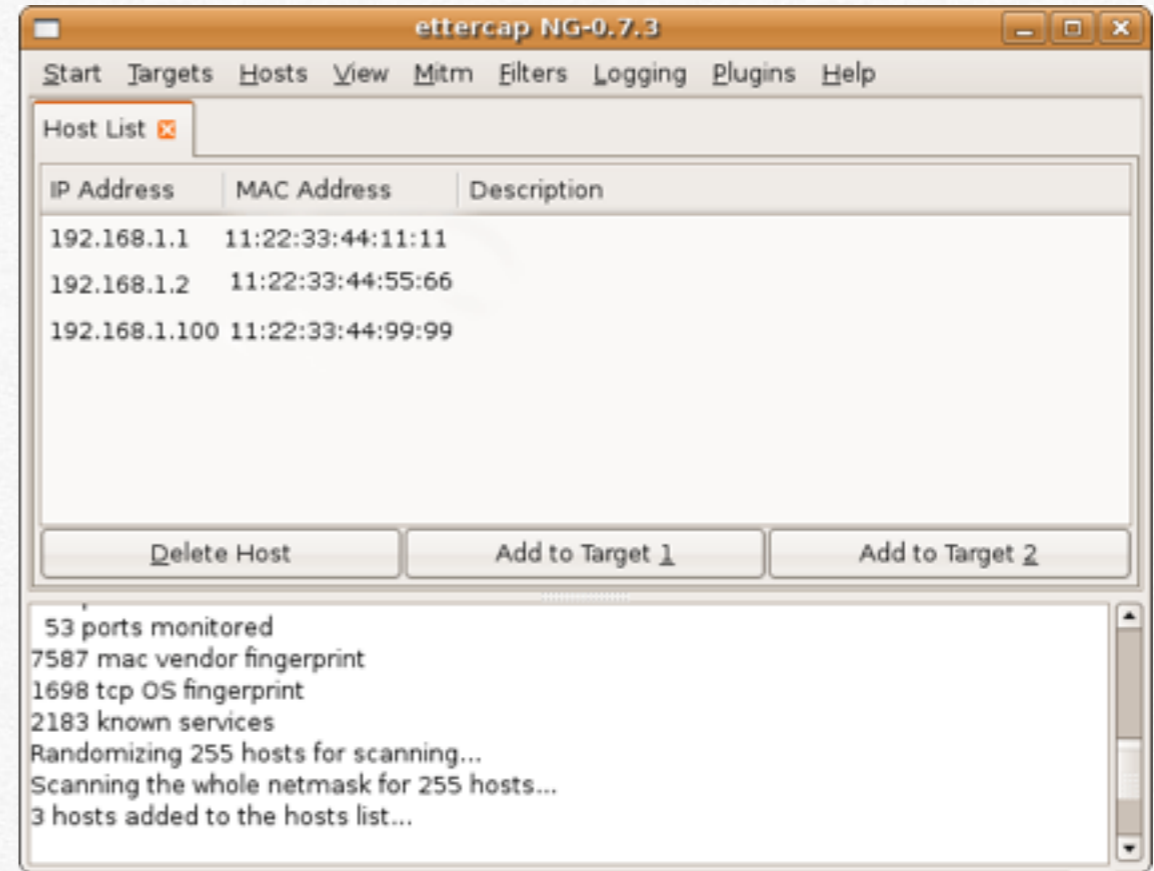 ettercap NG-0.7.3
Start Targets Hosts View Mitm Filters Logging Plugins Help
Host List
IP Address MAC Address Description
192.168.1.1 11:22:33:44:11:11
192.168.1.2 11:22:33:44:55:66
192.168.1.100 11:22:33:44:99:99
Delete Host Add to Target 1 Add to Target 2
53 ports monitored
7587 mac vendor fingerprint
1698 tcp OS fingerprint
2183 known services
Randomizing 255 hosts for scanning...
Scanning the whole netmask for 255 hosts...
3 hosts added to the hosts list...